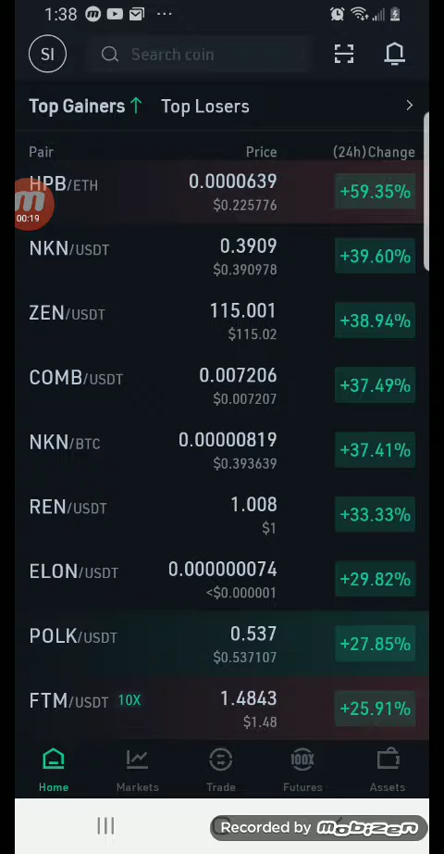 1:38
SI
Search coin
Top Gainers ↑ Top Losers >
Pair Price (24h)Change
HPB/ETH 0.0000639 +59.35%
$0.225776
00:19
NKN/USDT 0.3909 +39.60%
$0.390978
ZEN/USDT 115.001 +38.94%
$115.02
COMB/USDT 0.007206 +37.49%
$0.007207
NKN/BTC 0.00000819 +37.41%
$0.393639
REN/USDT 1.008 +33.33%
$1
ELON/USDT 0.000000074 +29.82%
<$0.000001
POLK/USDT 0.537 +27.85%
$0.537107
FTM/USDT 10X 1.4843 +25.91%
$1.48
100X
Home Markets Trade Futures Assets
Recorded by mobizen